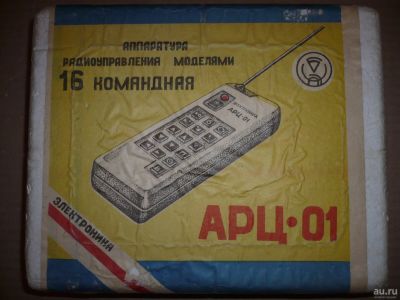 АППАРАТУРА
РАДИОУПРАВЛЕНИЯ МОДЕЛЯМИ
16 КОМАНДНАЯ
ЭЛЕКТРОНИКА
АРЦ-01
АРЦ·01
ЭЛЕКТРОНИКА
au.ru